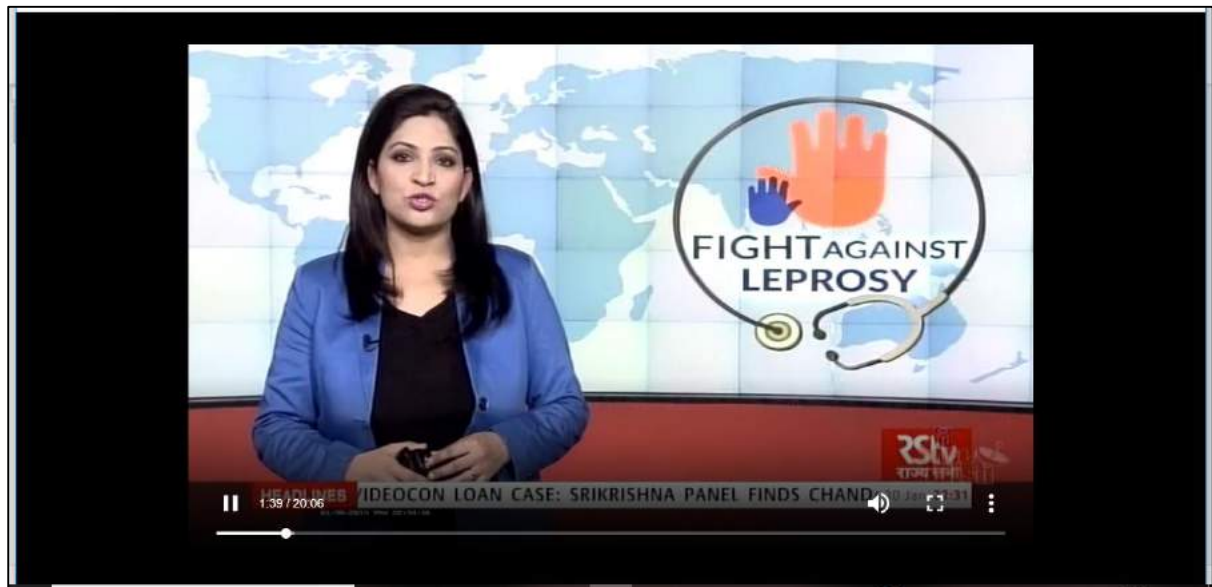 FIGHT AGAINST
LEPROSY
RStv
राज्य सभा
HEADLINES
VIDEOCON LOAN CASE: SRIKRISHNA PANEL FINDS CHAND
1:39 / 20:06